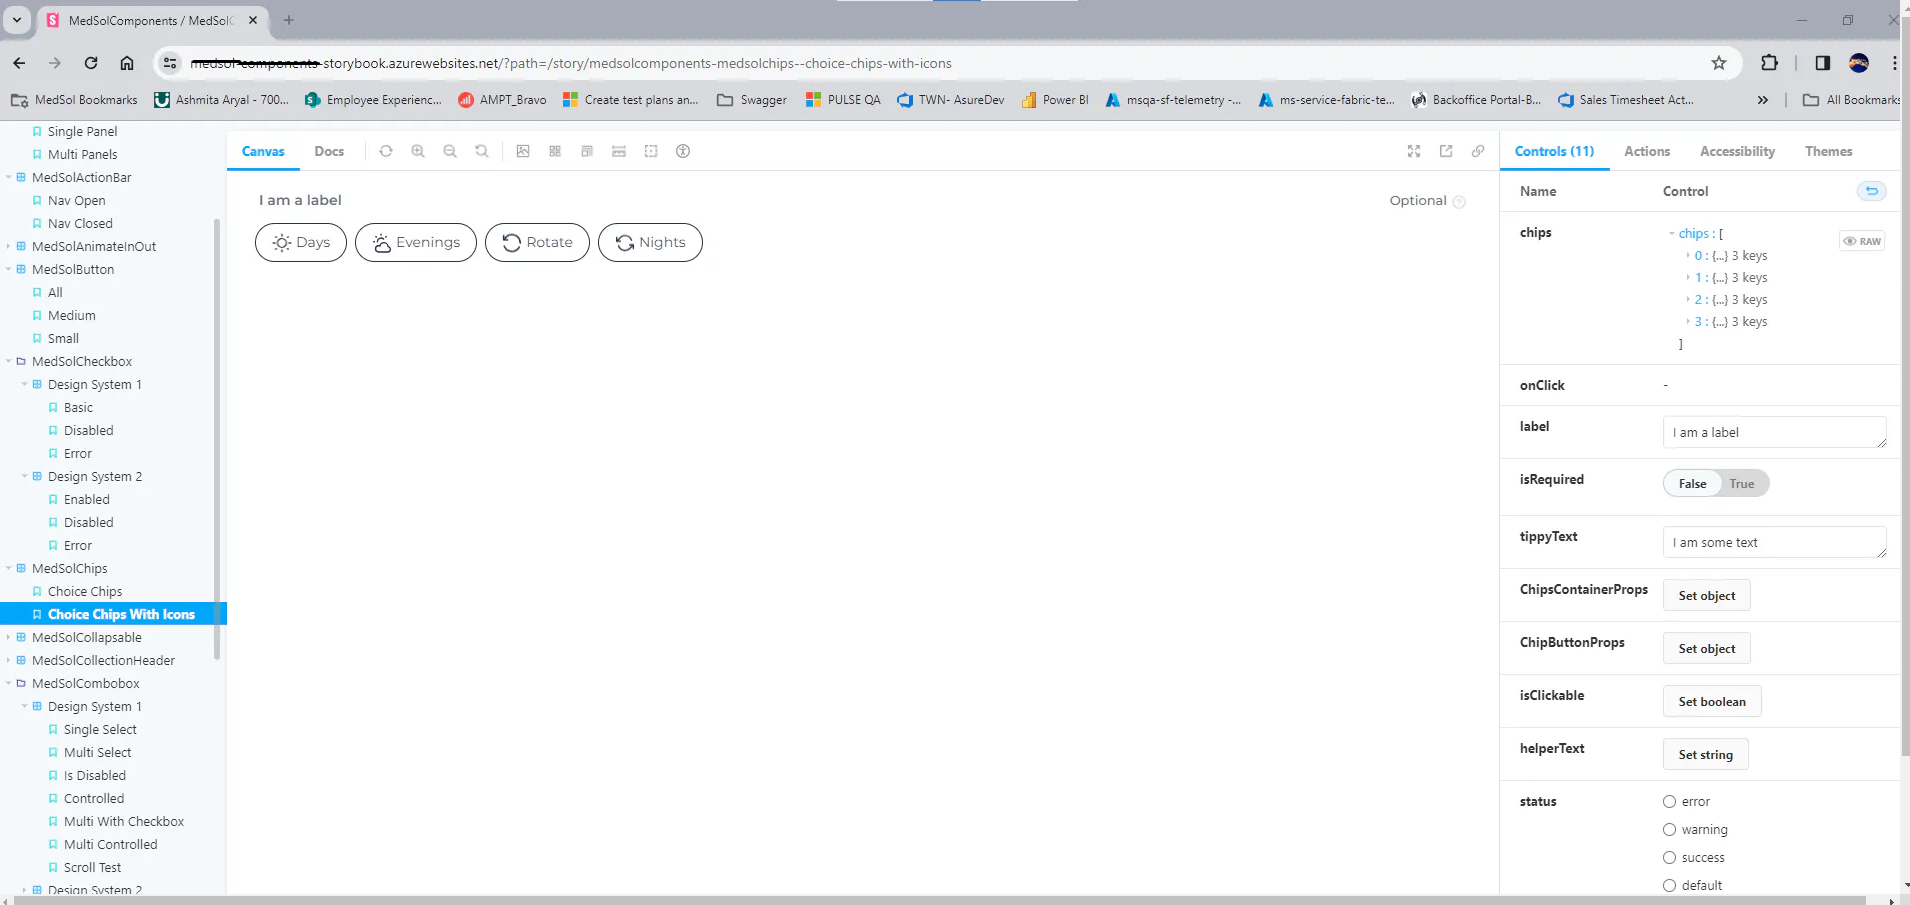 MedSolComponents / MedSolC
medsol-components-storybook.azurewebsites.net/?path=/story/medsolcomponents-medsolchips--choice-chips-with-icons
MedSol Bookmarks Ashmita Aryal - 700... Employee Experienc... AMPT_Bravo Create test plans an... Swagger PULSE QA TWN- AsureDev Power BI msqa-sf-telemetry -... ms-service-fabric-te... Backoffice Portal-B... Sales Timesheet Act... » All Bookmarks
Single Panel
Multi Panels
MedSolActionBar
Nav Open
Nav Closed
MedSolAnimateInOut
MedSolButton
All
Medium
Small
MedSolCheckbox
Design System 1
Basic
Disabled
Error
Design System 2
Enabled
Disabled
Error
MedSolChips
Choice Chips
Choice Chips With Icons
MedSolCollapsable
MedSolCollectionHeader
MedSolCombobox
Design System 1
Single Select
Multi Select
Is Disabled
Controlled
Multi With Checkbox
Multi Controlled
Scroll Test
Design System 2
Canvas Docs
I am a label Optional
Days Evenings Rotate Nights
Controls (11) Actions Accessibility Themes
Name Control
chips chips : [ RAW
0 : {...} 3 keys
1 : {...} 3 keys
2 : {...} 3 keys
3 : {...} 3 keys
]
onClick -
label I am a label
isRequired False True
tippyText I am some text
ChipsContainerProps Set object
ChipButtonProps Set object
isClickable Set boolean
helperText Set string
status error
warning
success
default